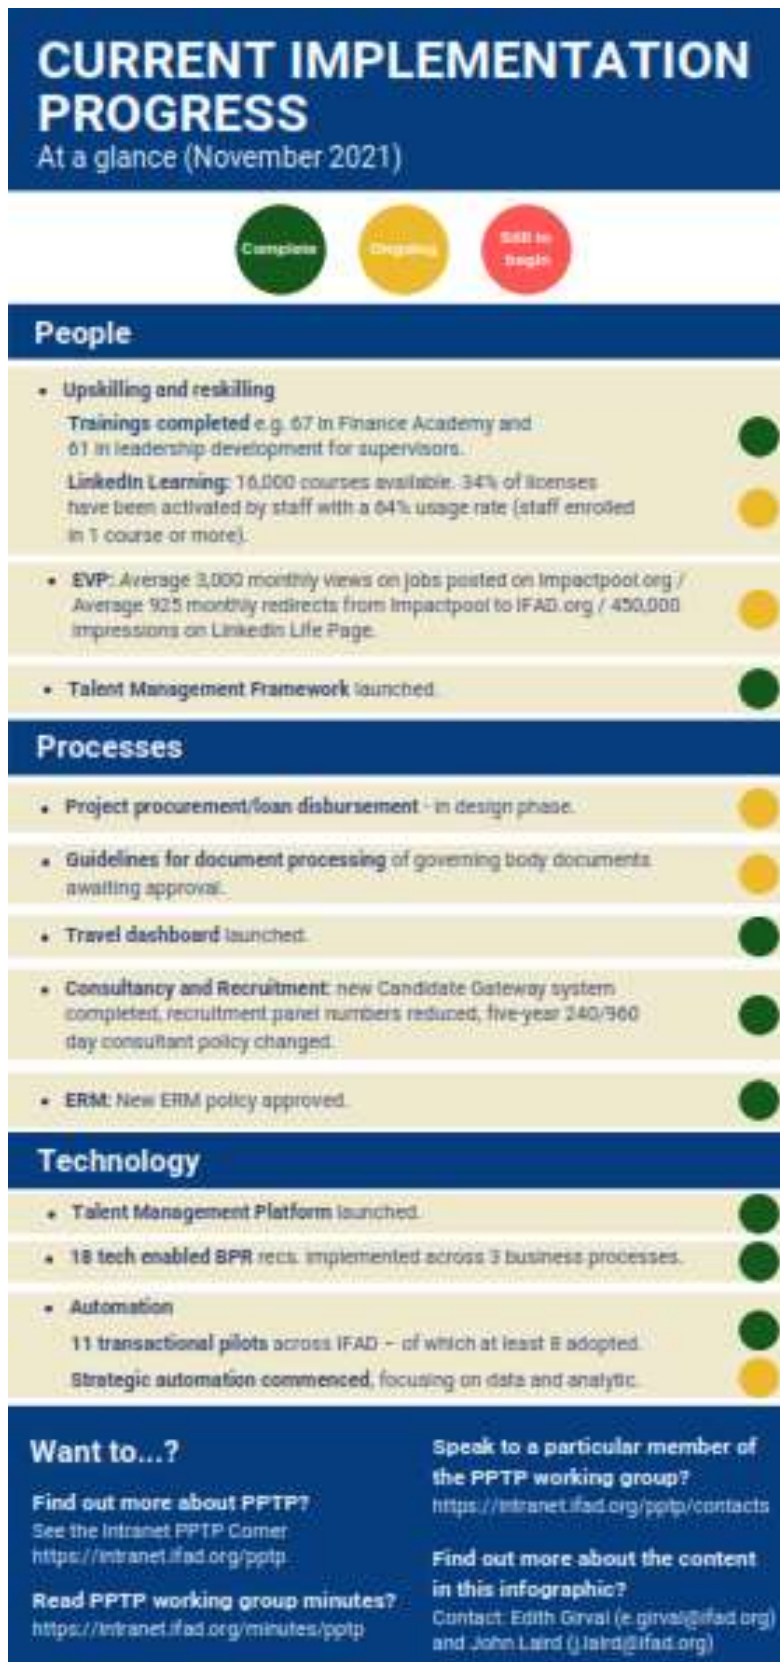 CURRENT IMPLEMENTATION
PROGRESS
At a glance (November 2021)
Complete
Ongoing
Still to
begin
People
• Upskilling and reskilling
Trainings completed e.g. 67 in Finance Academy and
61 in leadership development for supervisors.
LinkedIn Learning: 16,000 courses available. 34% of licenses
have been activated by staff with a 64% usage rate (staff enrolled
in 1 course or more).
• EVP: Average 3,000 monthly views on jobs posted on Impactpool.org /
Average 925 monthly redirects from Impactpool to IFAD.org / 450,000
impressions on LinkedIn Life Page.
• Talent Management Framework launched.
Processes
• Project procurement/loan disbursement - in design phase.
• Guidelines for document processing of governing body documents
awaiting approval.
• Travel dashboard launched.
• Consultancy and Recruitment: new Candidate Gateway system
completed, recruitment panel numbers reduced, five-year 240/960
day consultant policy changed.
• ERM: New ERM policy approved.
Technology
• Talent Management Platform launched.
• 18 tech enabled BPR recs. implemented across 3 business processes.
• Automation
11 transactional pilots across IFAD – of which at least 8 adopted.
Strategic automation commenced, focusing on data and analytic.
Want to...?
Find out more about PPTP?
See the Intranet PPTP Corner
https://intranet.ifad.org/pptp
Read PPTP working group minutes?
https://intranet.ifad.org/minutes/pptp
Speak to a particular member of
the PPTP working group?
https://intranet.ifad.org/pptp/contacts
Find out more about the content
in this infographic?
Contact: Edith Girval (e.girval@ifad.org)
and John Laird (j.laird@ifad.org)